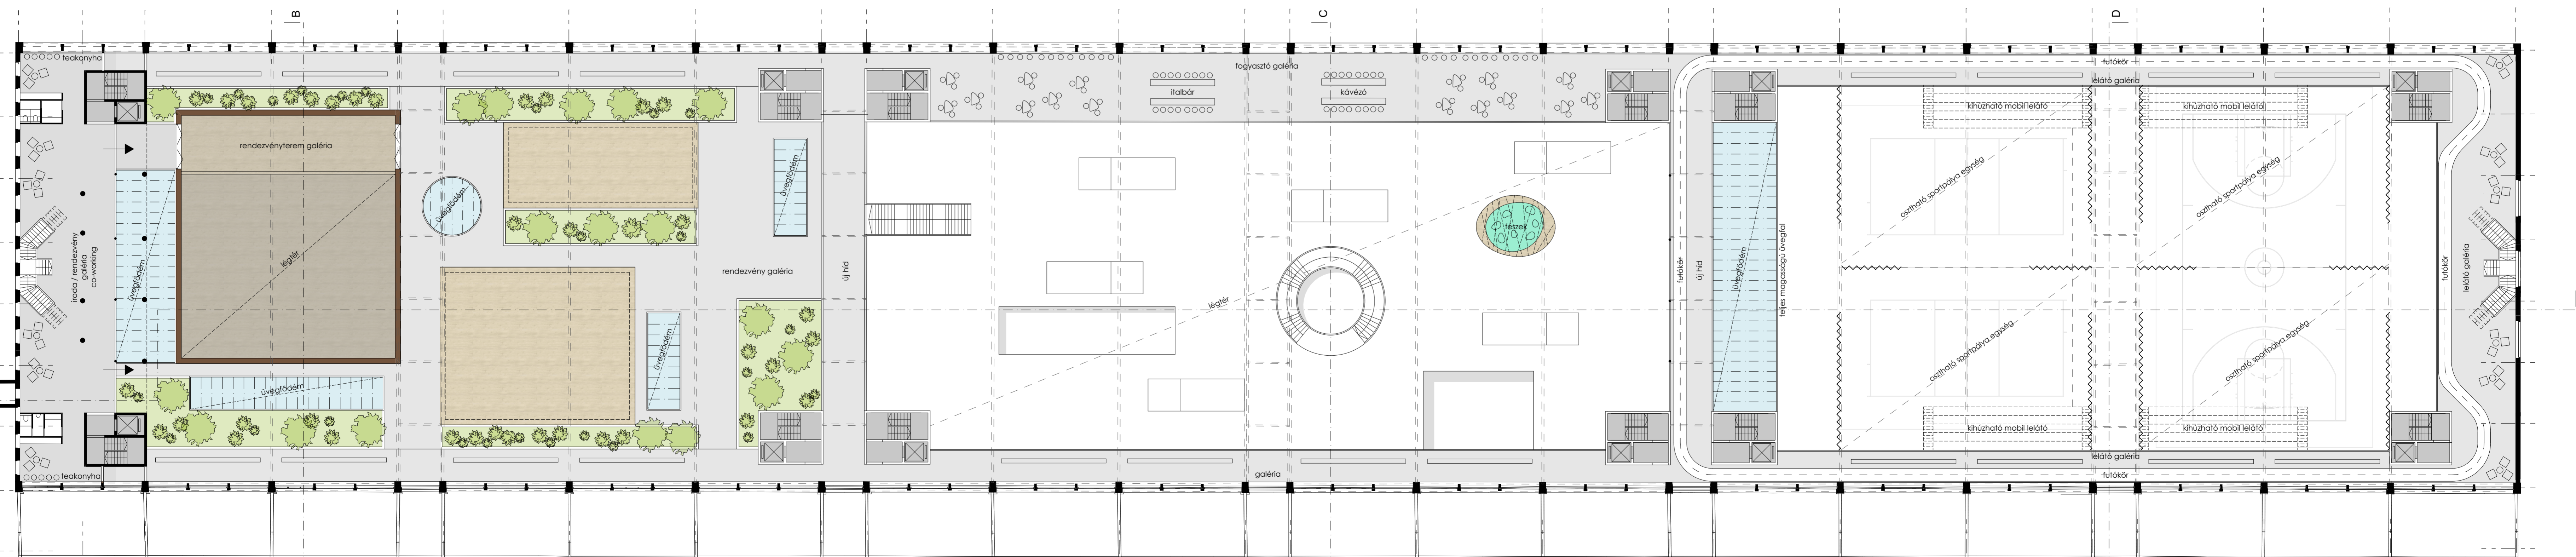 B
C
D
teakonyha
fogyasztó galéria
futókör
lelátó galéria
italbár
kávézó
kihúzható mobil lelátó
kihúzható mobil lelátó
rendezvényterem galéria
üvegfödém
üvegfödém
osztható sportpálya egység
osztható sportpálya egység
fészek
légtér
iroda / rendezvény
galéria
co-working
üvegfödém
rendezvény galéria
új híd
légtér
futókör
új híd
üvegfödém
teljes magasságú üvegfal
futókör
lelátó galéria
üvegfödém
osztható sportpálya egység
osztható sportpálya egység
üvegfödém
kihúzható mobil lelátó
kihúzható mobil lelátó
lelátó galéria
teakonyha
galéria
futókör